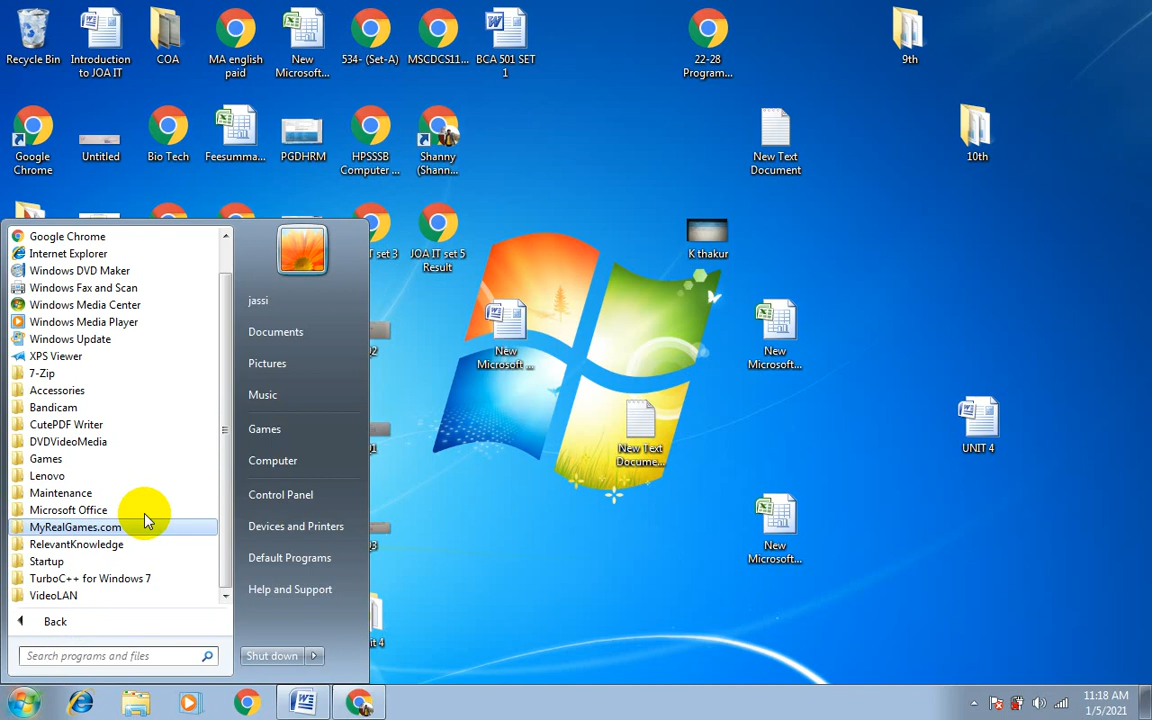 Recycle Bin
Introduction
to JOA IT
COA
MA english
paid
New
Microsoft...
534- (Set-A)
MSCDCS11...
BCA 501 SET
1
22-28
Program...
9th
Google
Chrome
Untitled
Bio Tech
Feesumma...
PGDHRM
HPSSSB
Computer ...
Shanny
(Shann...
New Text
Document
10th
T set 3
JOA IT set 5
Result
K thakur
New
Microsoft ...
New
Microsoft...
New Text
Docume...
UNIT 4
New
Microsoft...
Google Chrome
Internet Explorer
Windows DVD Maker
Windows Fax and Scan
Windows Media Center
Windows Media Player
Windows Update
XPS Viewer
7-Zip
Accessories
Bandicam
CutePDF Writer
DVDVideoMedia
Games
Lenovo
Maintenance
Microsoft Office
MyRealGames.com
RelevantKnowledge
Startup
TurboC++ for Windows 7
VideoLAN
Back
Search programs and files
jassi
Documents
Pictures
Music
Games
Computer
Control Panel
Devices and Printers
Default Programs
Help and Support
Shut down
11:18 AM
1/5/2021